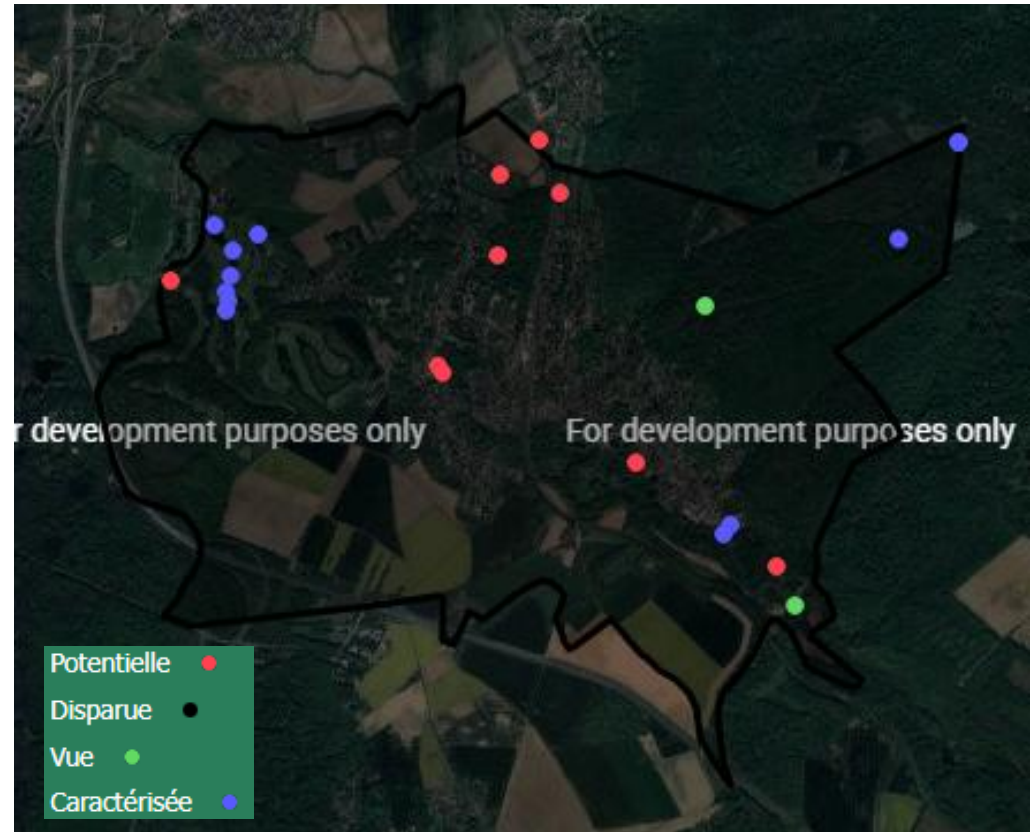 r development purposes only
For development purposes only
Potentielle
Disparue
Vue
Caractérisée